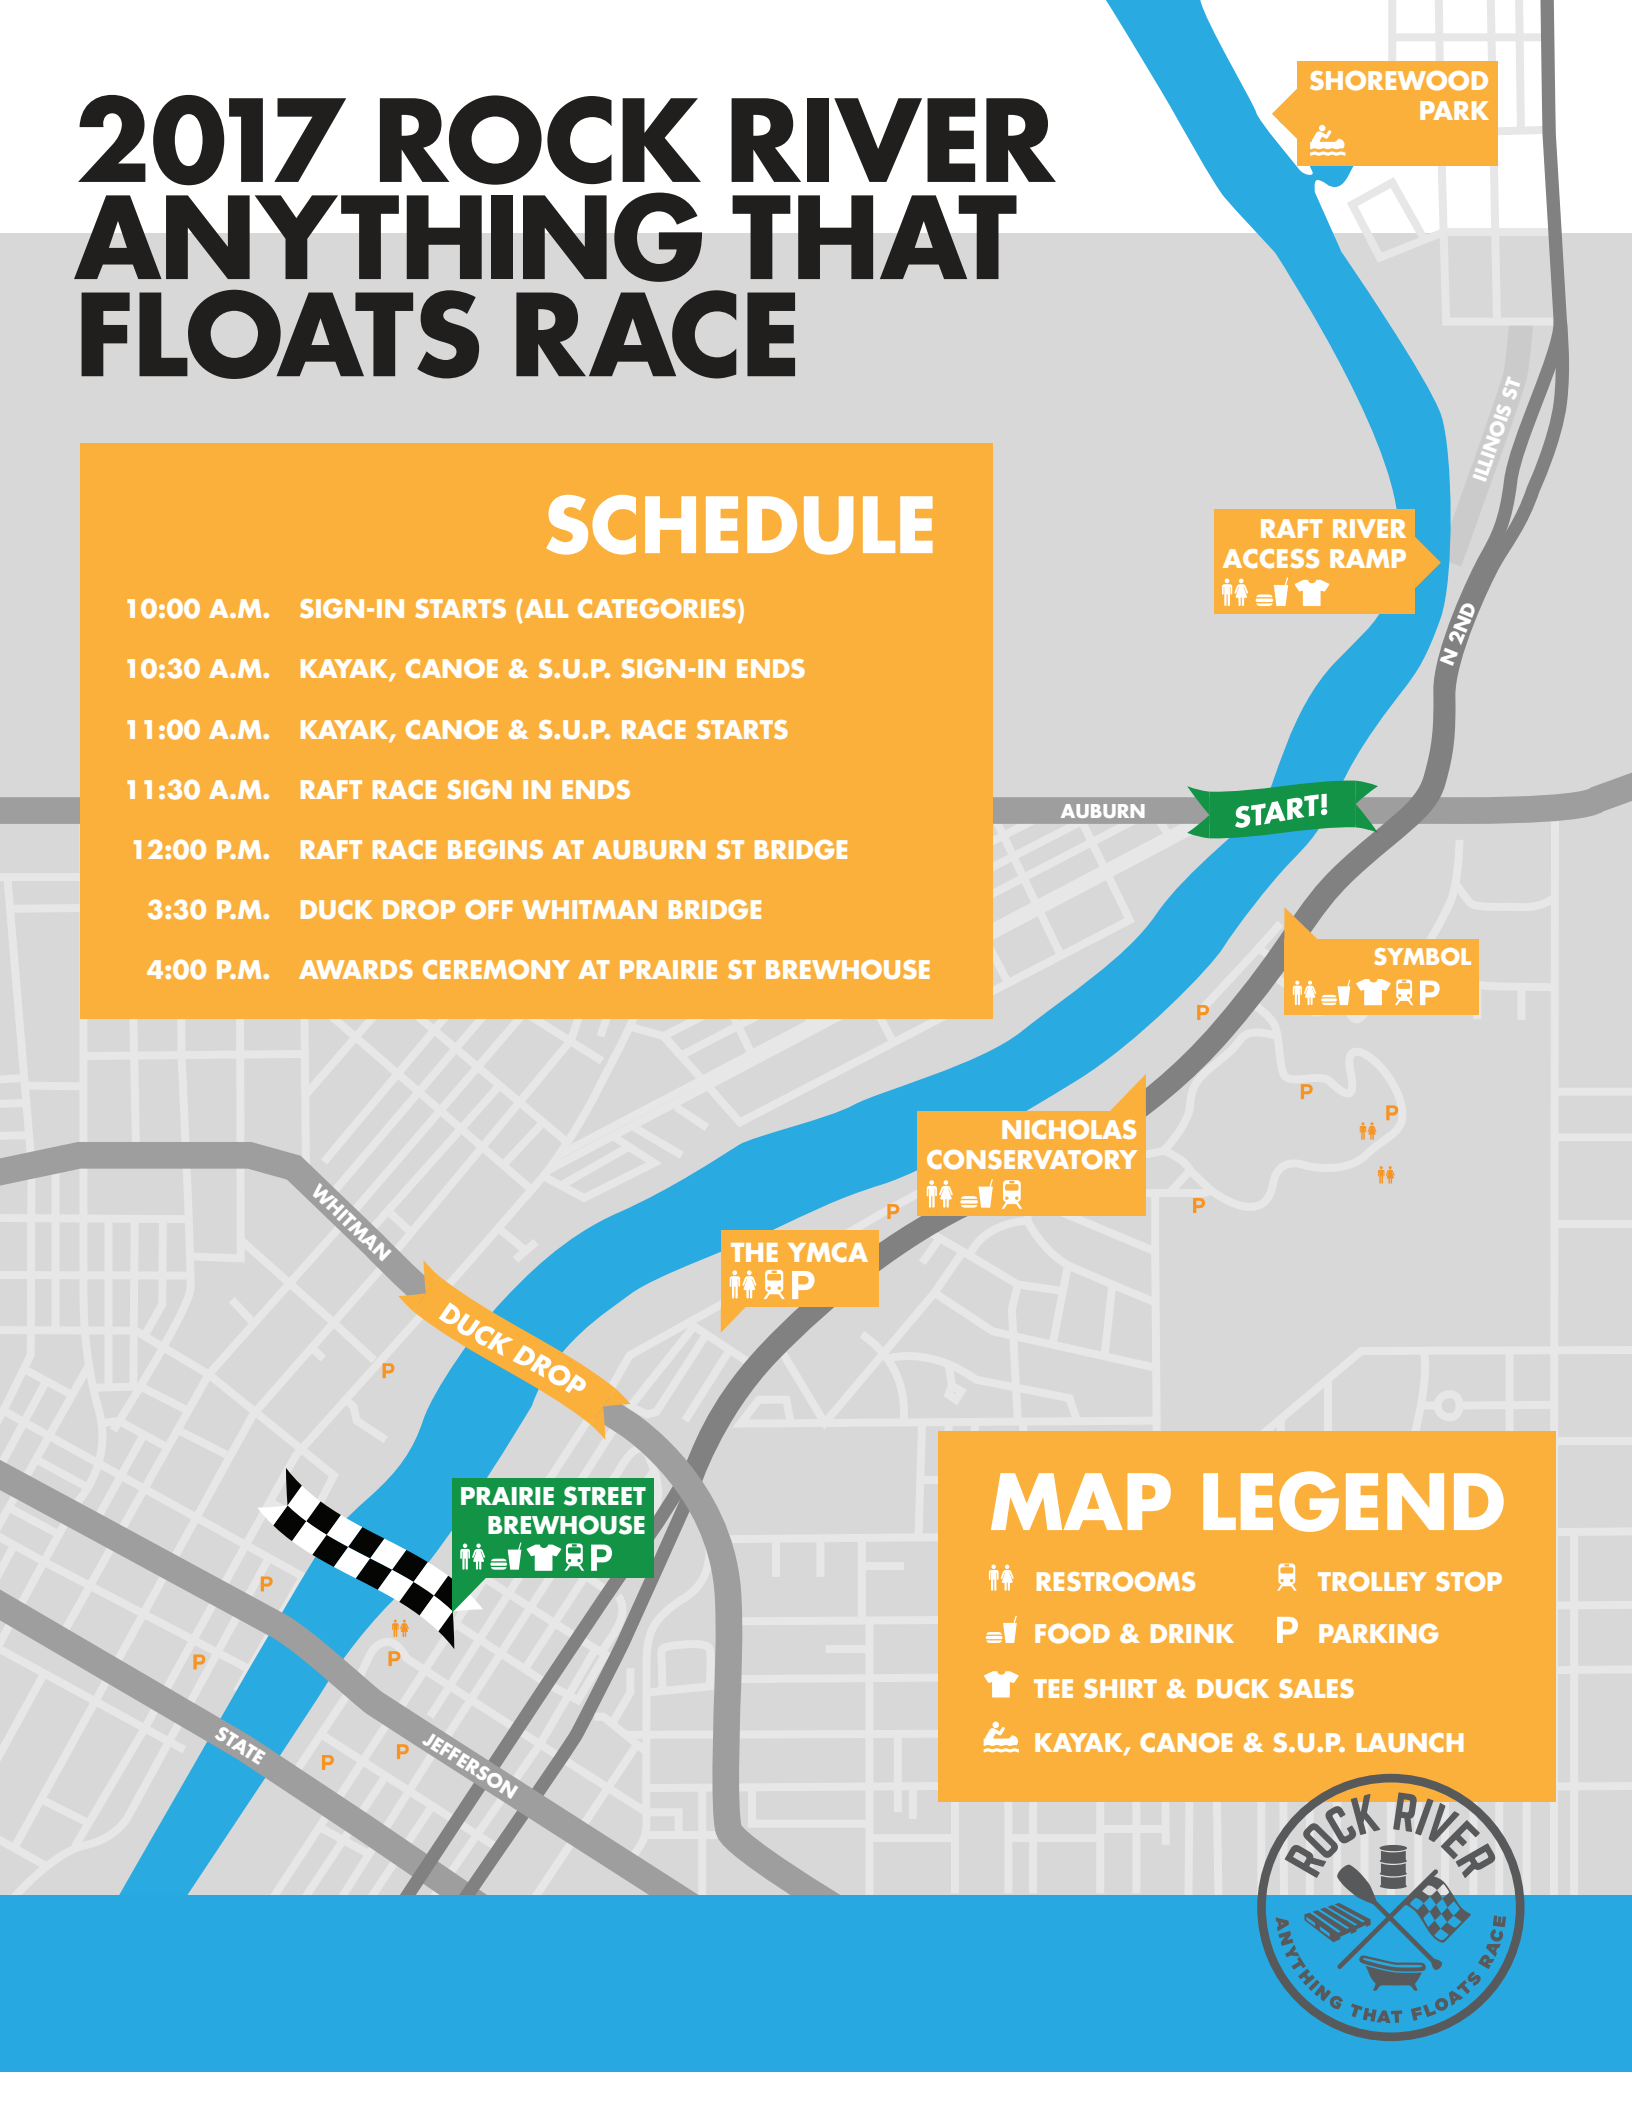 2017 ROCK RIVER
ANYTHING THAT
FLOATS RACE
SHOREWOOD
PARK
ILLINOIS ST
SCHEDULE
10:00 A.M. SIGN-IN STARTS (ALL CATEGORIES)
10:30 A.M. KAYAK, CANOE & S.U.P. SIGN-IN ENDS
11:00 A.M. KAYAK, CANOE & S.U.P. RACE STARTS
11:30 A.M. RAFT RACE SIGN IN ENDS
12:00 P.M. RAFT RACE BEGINS AT AUBURN ST BRIDGE
3:30 P.M. DUCK DROP OFF WHITMAN BRIDGE
4:00 P.M. AWARDS CEREMONY AT PRAIRIE ST BREWHOUSE
RAFT RIVER
ACCESS RAMP
N 2ND
AUBURN
START!
SYMBOL
P
P
P
P
NICHOLAS
CONSERVATORY
P
P
THE YMCA
P
WHITMAN
DUCK DROP
P
PRAIRIE STREET
BREWHOUSE
P
P
P
P
STATE
P
P
JEFFERSON
MAP LEGEND
RESTROOMS
TROLLEY STOP
FOOD & DRINK
P PARKING
TEE SHIRT & DUCK SALES
KAYAK, CANOE & S.U.P. LAUNCH
ROCK RIVER
ANYTHING THAT FLOATS RACE